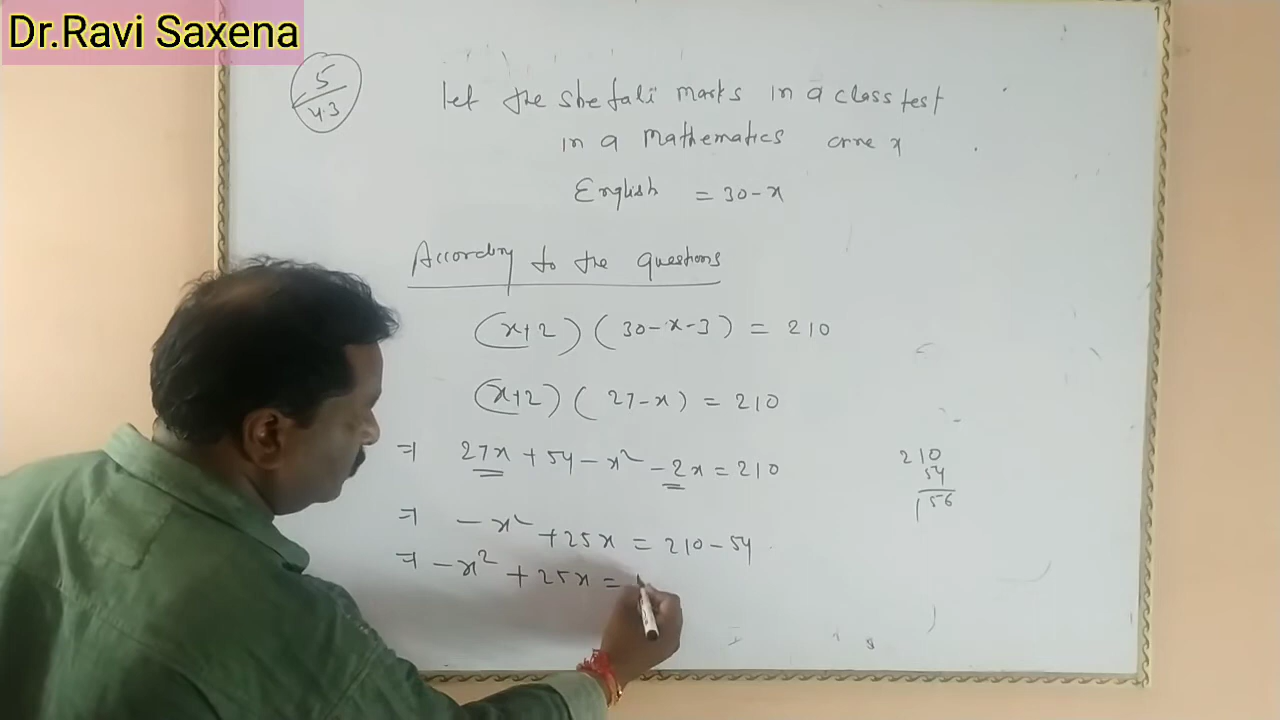 Dr.Ravi Saxena
5
4.3
let the shefali marks in a class test
in a mathematics are x
English = 30-x
According to the questions
(x+2) (30-x-3) = 210
(x+2) (27-x) = 210
⇒ 27x + 54 - x² - 2x = 210
⇒ -x² + 25x = 210 - 54
⇒ -x² + 25x =
210
54
156